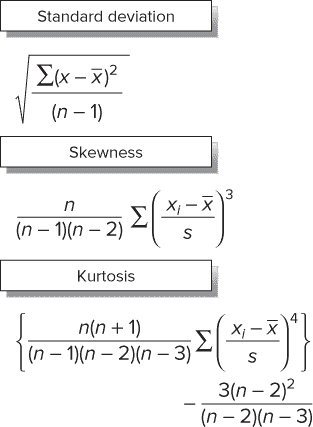 Standard deviation
√(∑(x − x̄)² / (n − 1))
Skewness
n / (n − 1)(n − 2) ∑((xᵢ − x̄) / s)³
Kurtosis
{n(n + 1) / (n − 1)(n − 2)(n − 3) ∑((xᵢ − x̄) / s)⁴}
− 3(n − 2)² / (n − 2)(n − 3)